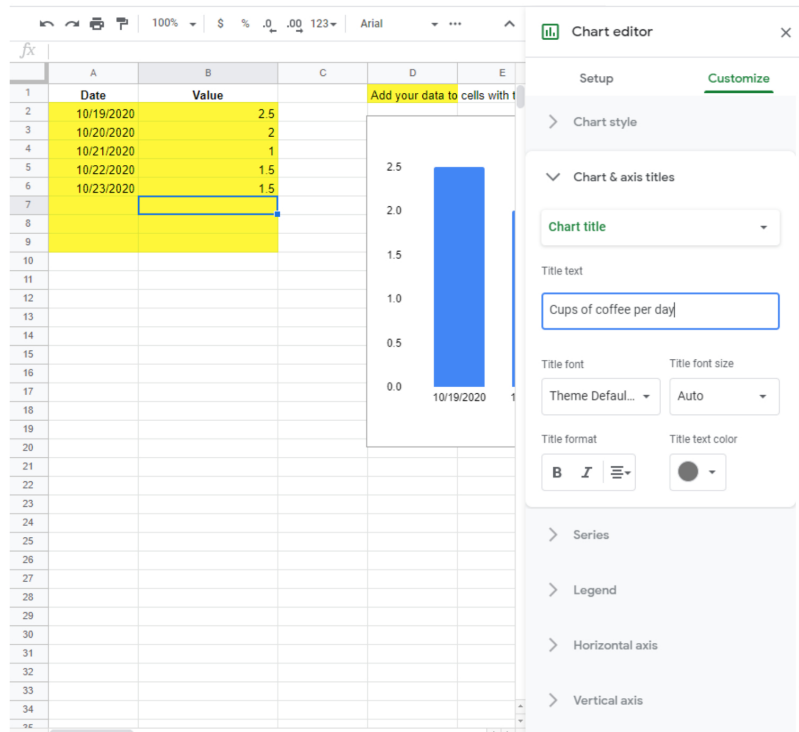 100% $ % .0 .00 123 Arial
fx
A B C D E
1 Date Value Add your data to cells with t
2 10/19/2020 2.5
3 10/20/2020 2
4 10/21/2020 1
5 10/22/2020 1.5
6 10/23/2020 1.5
7
8
9
10
11
12
13
14
15
16
17
18
19
20
21
22
23
24
25
26
27
28
29
30
31
32
33
34
35
2.5
2.0
1.5
1.0
0.5
0.0
10/19/2020 1
Chart editor
Setup Customize
Chart style
Chart & axis titles
Chart title
Title text
Cups of coffee per day
Title font Title font size
Theme Defaul... Auto
Title format Title text color
B I
Series
Legend
Horizontal axis
Vertical axis